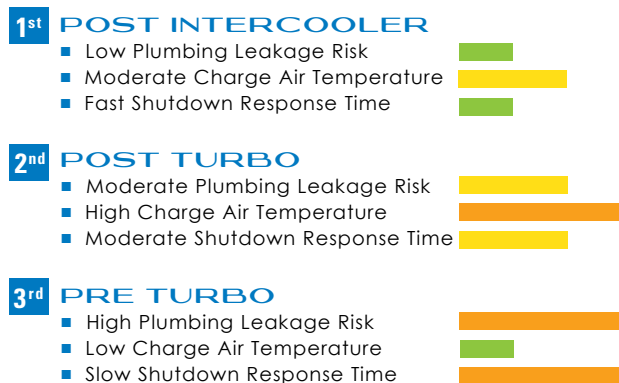 1st POST INTERCOOLER
Low Plumbing Leakage Risk
Moderate Charge Air Temperature
Fast Shutdown Response Time
2nd POST TURBO
Moderate Plumbing Leakage Risk
High Charge Air Temperature
Moderate Shutdown Response Time
3rd PRE TURBO
High Plumbing Leakage Risk
Low Charge Air Temperature
Slow Shutdown Response Time